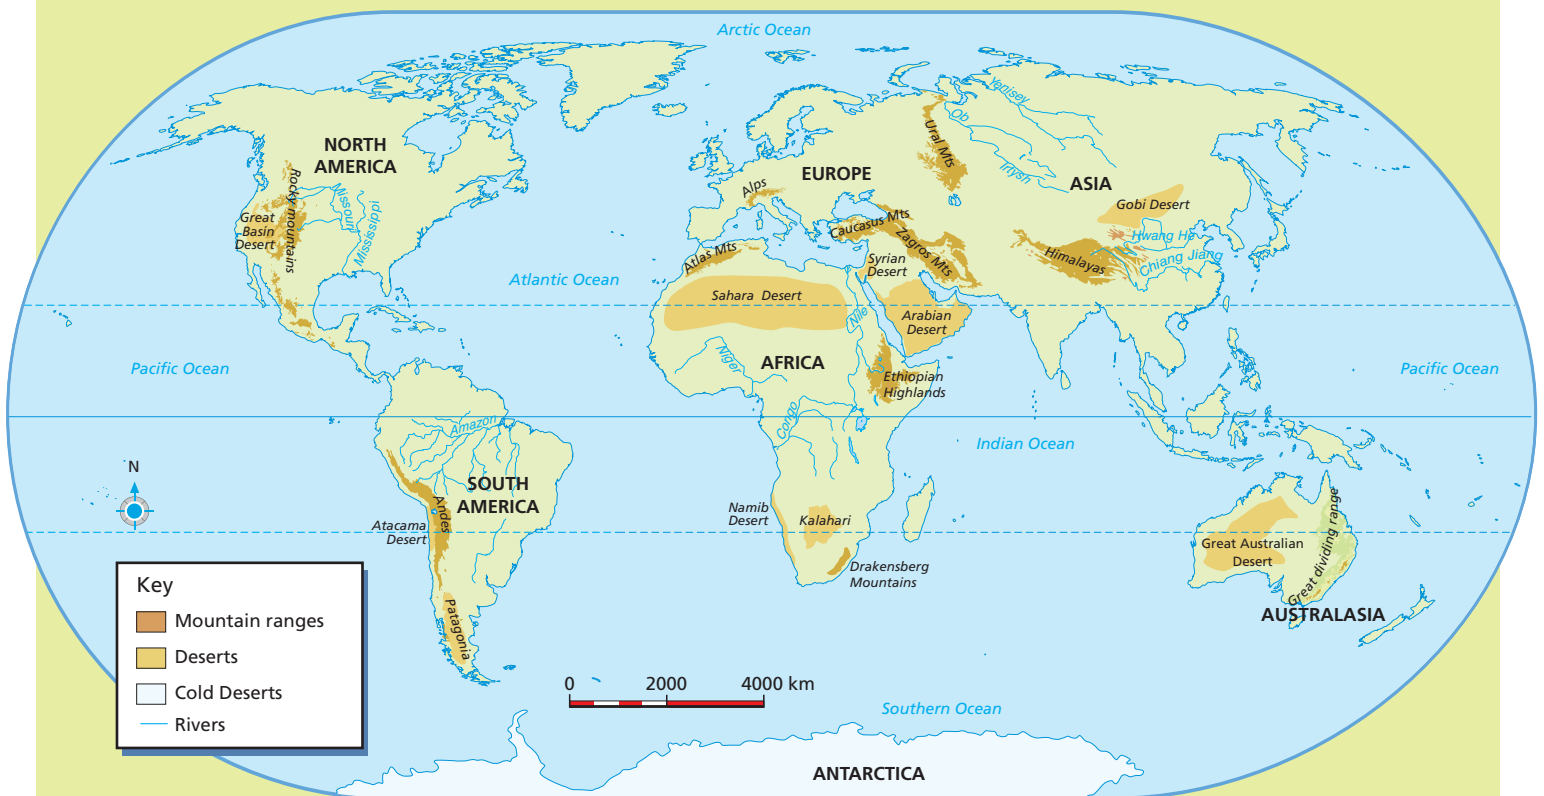 Arctic Ocean
NORTH
AMERICA
EUROPE
ASIA
Yenisey
Ob
Irtysh
Ural Mts
Alps
Rocky mountains
Missouri
Mississippi
Great
Basin
Desert
Gobi Desert
Hwang He
Chiang Jiang
Himalayas
Caucasus Mts
Zagros Mts
Atlas Mts
Syrian
Desert
Atlantic Ocean
Sahara Desert
Arabian
Desert
Nile
Niger
AFRICA
Pacific Ocean
Pacific Ocean
Ethiopian
Highlands
Congo
Amazon
Indian Ocean
N
SOUTH
AMERICA
Andes
Atacama
Desert
Namib
Desert
Kalahari
Drakensberg
Mountains
Great Australian
Desert
Great dividing range
AUSTRALASIA
Patagonia
Key
Mountain ranges
Deserts
Cold Deserts
Rivers
0 2000 4000 km
Southern Ocean
ANTARCTICA